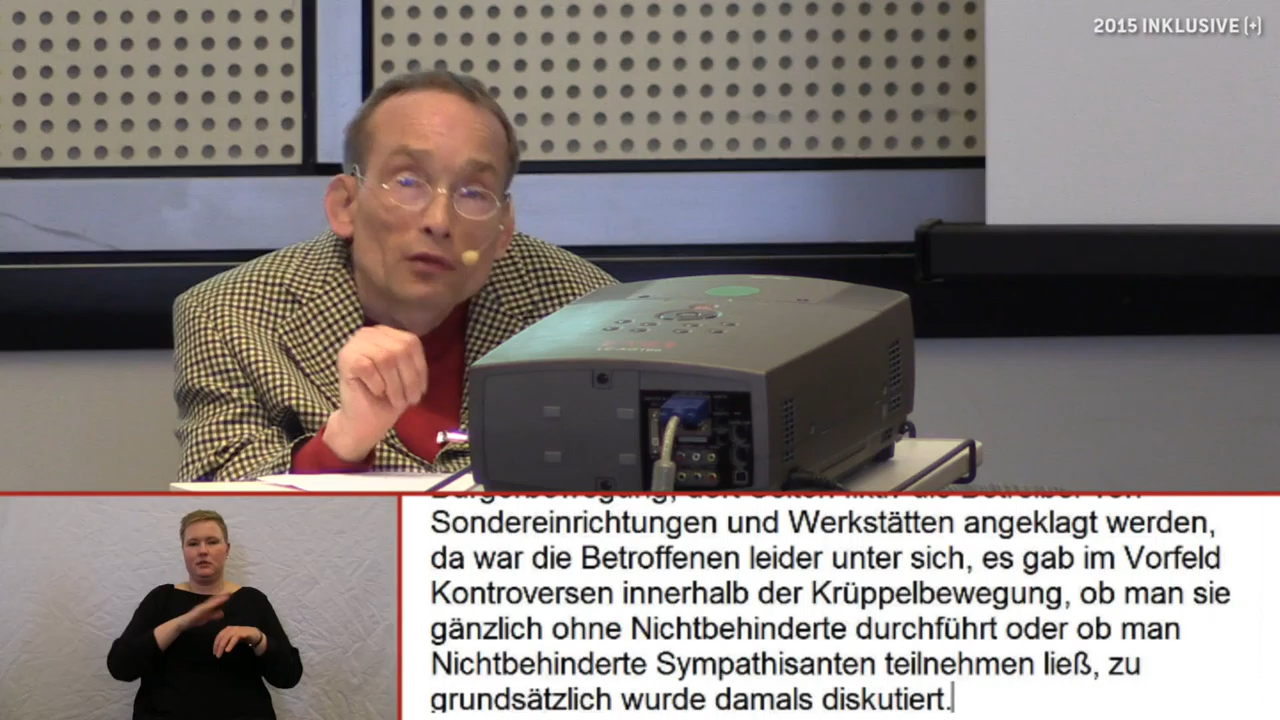 2015 INKLUSIVE (+)
Sondereinrichtungen und Werkstätten angeklagt werden,
da war die Betroffenen leider unter sich, es gab im Vorfeld
Kontroversen innerhalb der Krüppelbewegung, ob man sie
gänzlich ohne Nichtbehinderte durchführt oder ob man
Nichtbehinderte Sympathisanten teilnehmen ließ, zu
grundsätzlich wurde damals diskutiert.